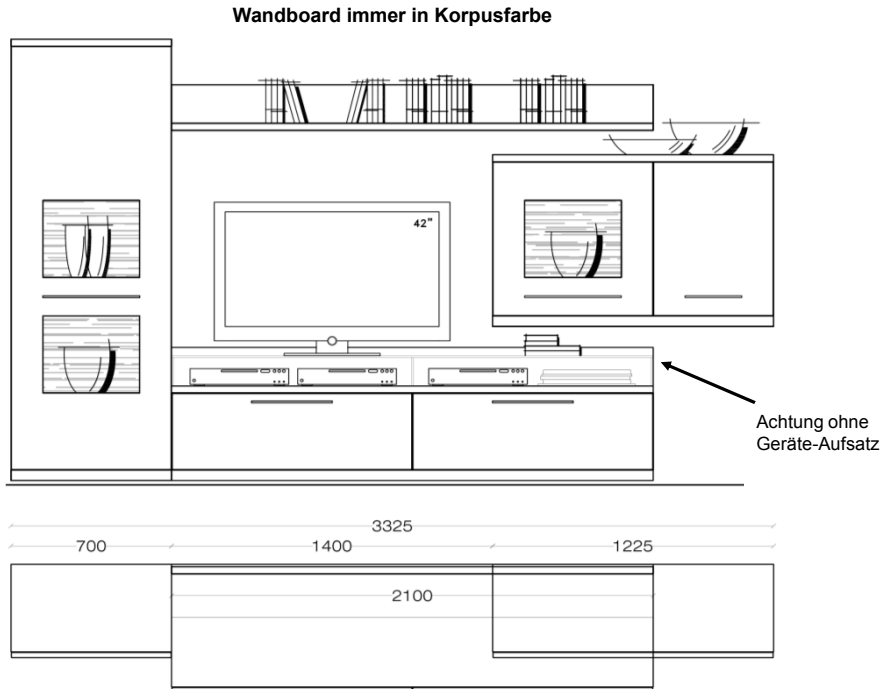 Wandboard immer in Korpusfarbe
42"
Achtung ohne
Geräte-Aufsatz
3325
700 1400 1225
2100